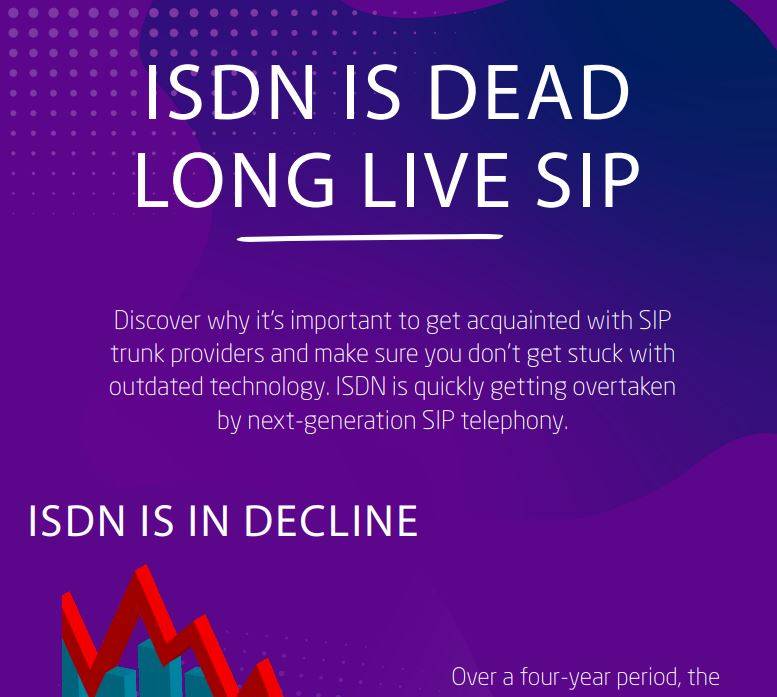 ISDN IS DEAD
LONG LIVE SIP
Discover why it's important to get acquainted with SIP
trunk providers and make sure you don't get stuck with
outdated technology. ISDN is quickly getting overtaken
by next-generation SIP telephony.
ISDN IS IN DECLINE
Over a four-year period, the